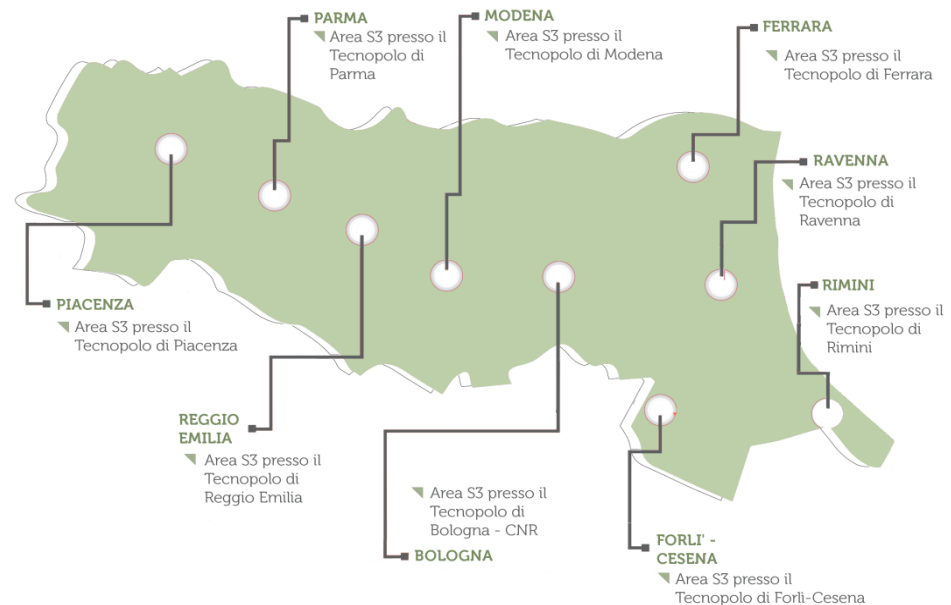 PARMA
Area S3 presso il
Tecnopolo di
Parma
MODENA
Area S3 presso il
Tecnopolo di Modena
FERRARA
Area S3 presso il
Tecnopolo di Ferrara
RAVENNA
Area S3 presso il
Tecnopolo di
Ravenna
PIACENZA
Area S3 presso il
Tecnopolo di Piacenza
RIMINI
Area S3 presso il
Tecnopolo di
Rimini
REGGIO
EMILIA
Area S3 presso il
Tecnopolo di
Reggio Emilia
Area S3 presso il
Tecnopolo di
Bologna - CNR
BOLOGNA
FORLI' -
CESENA
Area S3 presso il
Tecnopolo di Forlì-Cesena